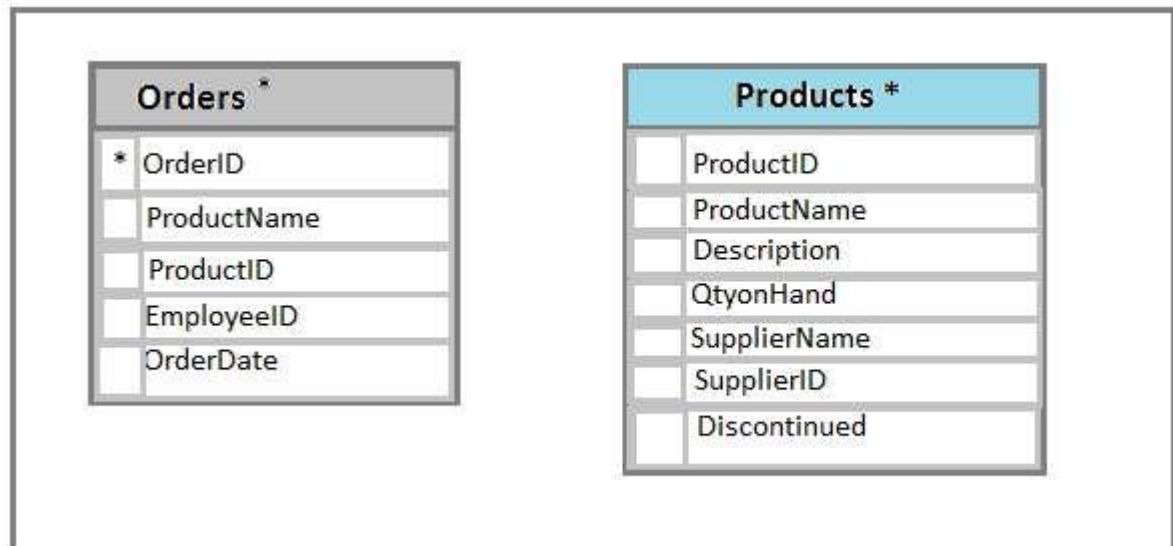 Orders *
* OrderID
ProductName
ProductID
EmployeeID
OrderDate
Products *
ProductID
ProductName
Description
QtyonHand
SupplierName
SupplierID
Discontinued